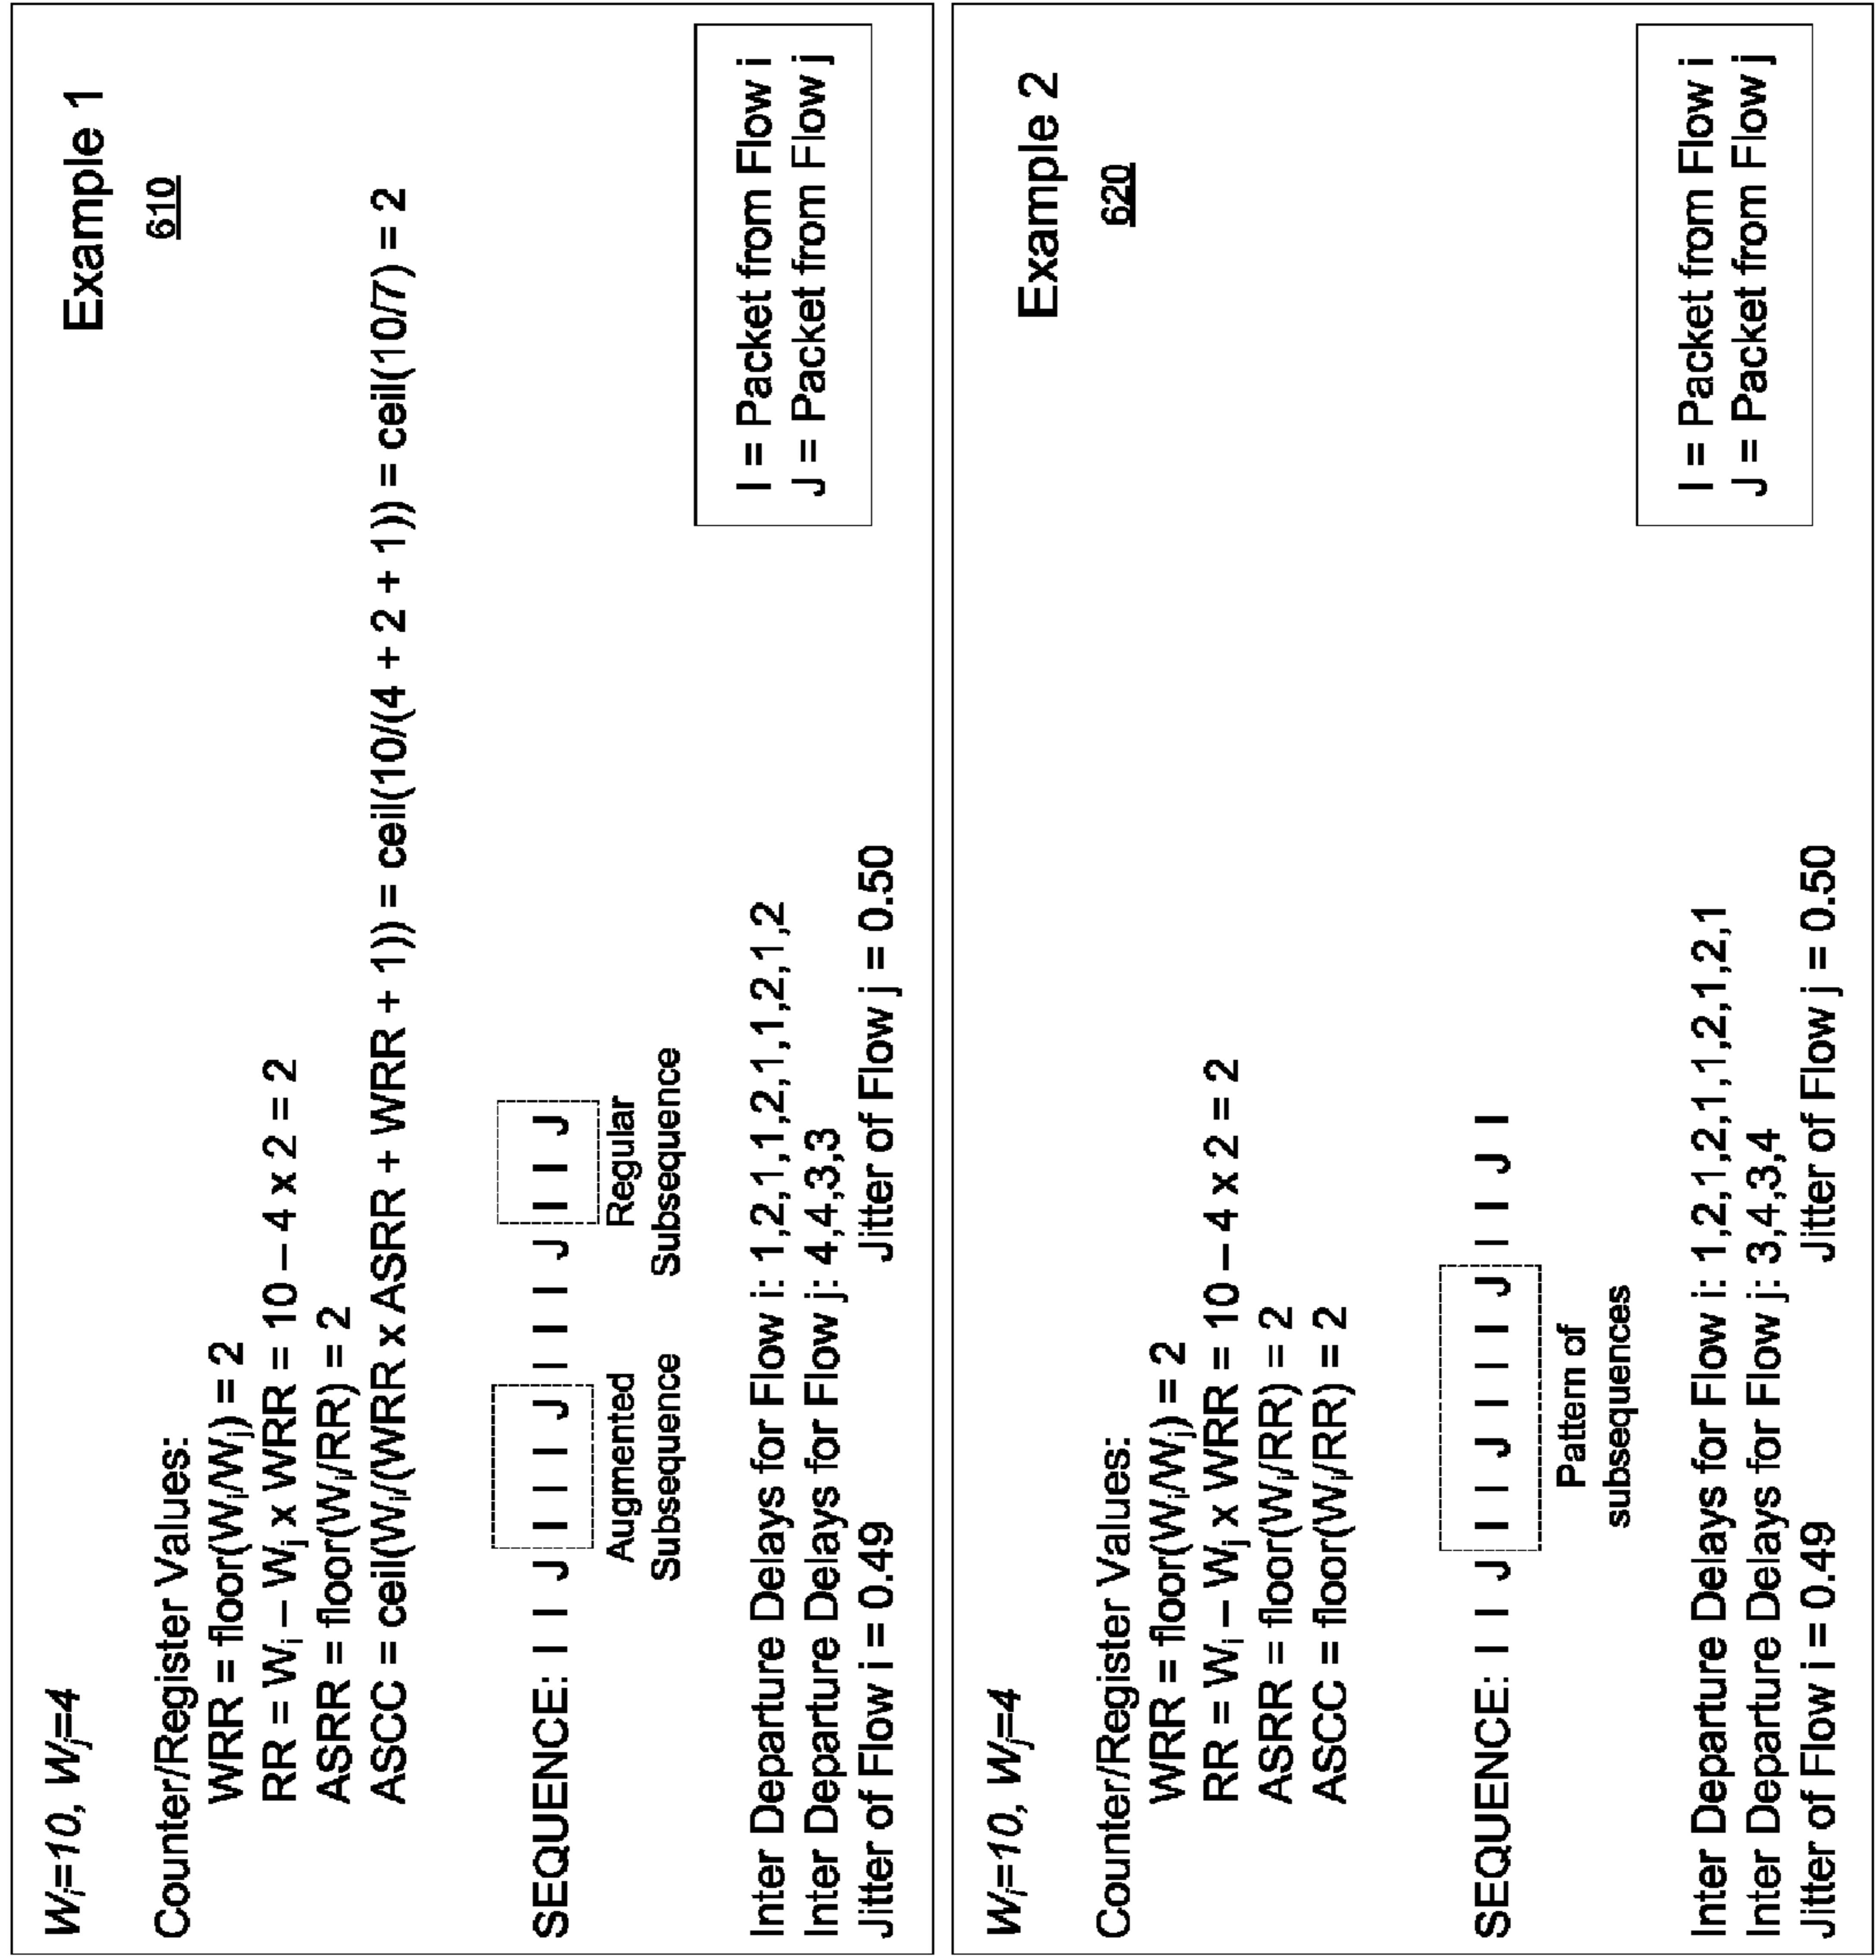 Example 1
610
Wi=10, Wj=4
Counter/Register Values:
WRR = floor(Wi/Wj) = 2
RR = Wi – Wj x WRR = 10 – 4 x 2 = 2
ASRR = floor(Wj/RR) = 2
ASCC = ceil(Wi/(WRR x ASRR + WRR + 1)) = ceil(10/(4 + 2 + 1)) = ceil(10/7) = 2
SEQUENCE: I I J I I I J I I I J I I J
Augmented
Subsequence
Regular
Subsequence
I = Packet from Flow i
J = Packet from Flow j
Inter Departure Delays for Flow i: 1,2,1,1,2,1,1,2,1,2
Inter Departure Delays for Flow j: 4,4,3,3
Jitter of Flow i = 0.49 Jitter of Flow j = 0.50
Example 2
620
Wi=10, Wj=4
Counter/Register Values:
WRR = floor(Wi/Wj) = 2
RR = Wi – Wj x WRR = 10 – 4 x 2 = 2
ASRR = floor(Wj/RR) = 2
ASCC = floor(Wj/RR) = 2
SEQUENCE: I I J I I J I I I J I I J I
Pattern of
subsequences
I = Packet from Flow i
J = Packet from Flow j
Inter Departure Delays for Flow i: 1,2,1,2,1,1,2,1,2,1
Inter Departure Delays for Flow j: 3,4,3,4
Jitter of Flow i = 0.49 Jitter of Flow j = 0.50